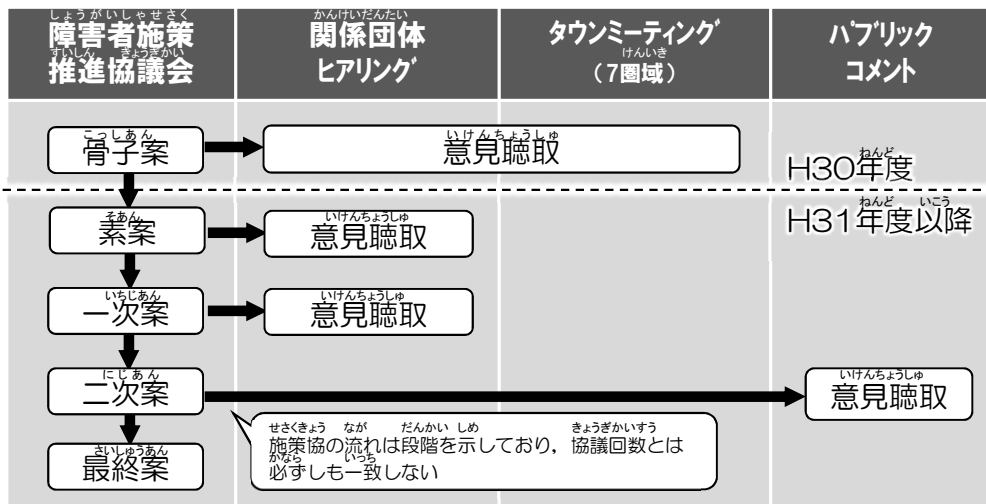 しょうがいしゃせさく
障害者施策
すいしん きょうぎかい
推進協議会
かんけいだんたい
関係団体
ヒアリング
タウンミーティング
けんいき
（7圏域）
パブリック
コメント
こっしあん
骨子案
いけんちょうしゅ
意見聴取
ねんど
H30年度
ねんど いこう
H31年度以降
そあん
素案
いけんちょうしゅ
意見聴取
いちじあん
一次案
いけんちょうしゅ
意見聴取
にじあん
二次案
いけんちょうしゅ
意見聴取
せさくきょう なが だんかい しめ きょうぎかいすう
施策協の流れは段階を示しており，協議回数とは
かなら いっち
必ずしも一致しない
さいしゅうあん
最終案